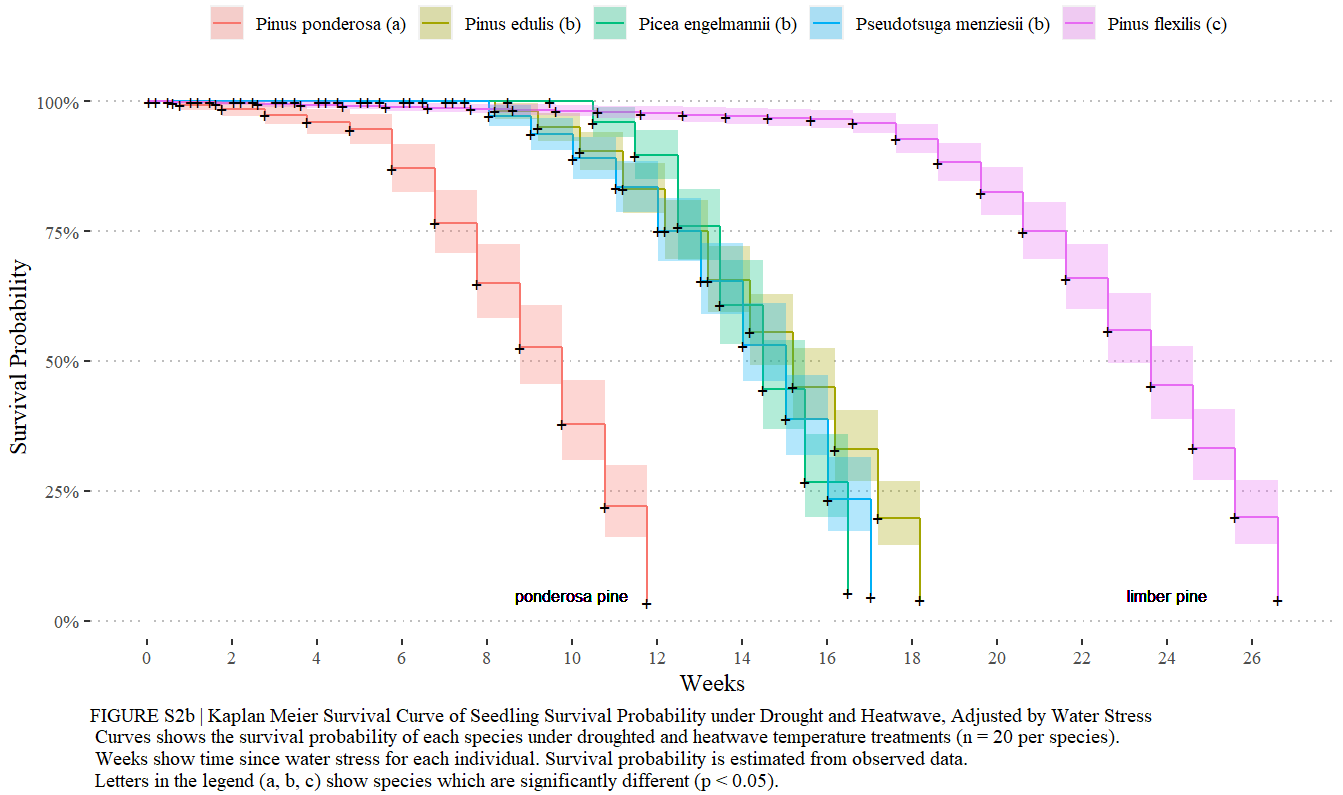 Pinus ponderosa (a) Pinus edulis (b) Picea engelmannii (b) Pseudotsuga menziesii (b) Pinus flexilis (c)
100%
75%
50%
25%
0%
Survival Probability
ponderosa pine limber pine
0 2 4 6 8 10 12 14 16 18 20 22 24 26
Weeks
FIGURE S2b | Kaplan Meier Survival Curve of Seedling Survival Probability under Drought and Heatwave, Adjusted by Water Stress
Curves shows the survival probability of each species under droughted and heatwave temperature treatments (n = 20 per species).
Weeks show time since water stress for each individual. Survival probability is estimated from observed data.
Letters in the legend (a, b, c) show species which are significantly different (p < 0.05).